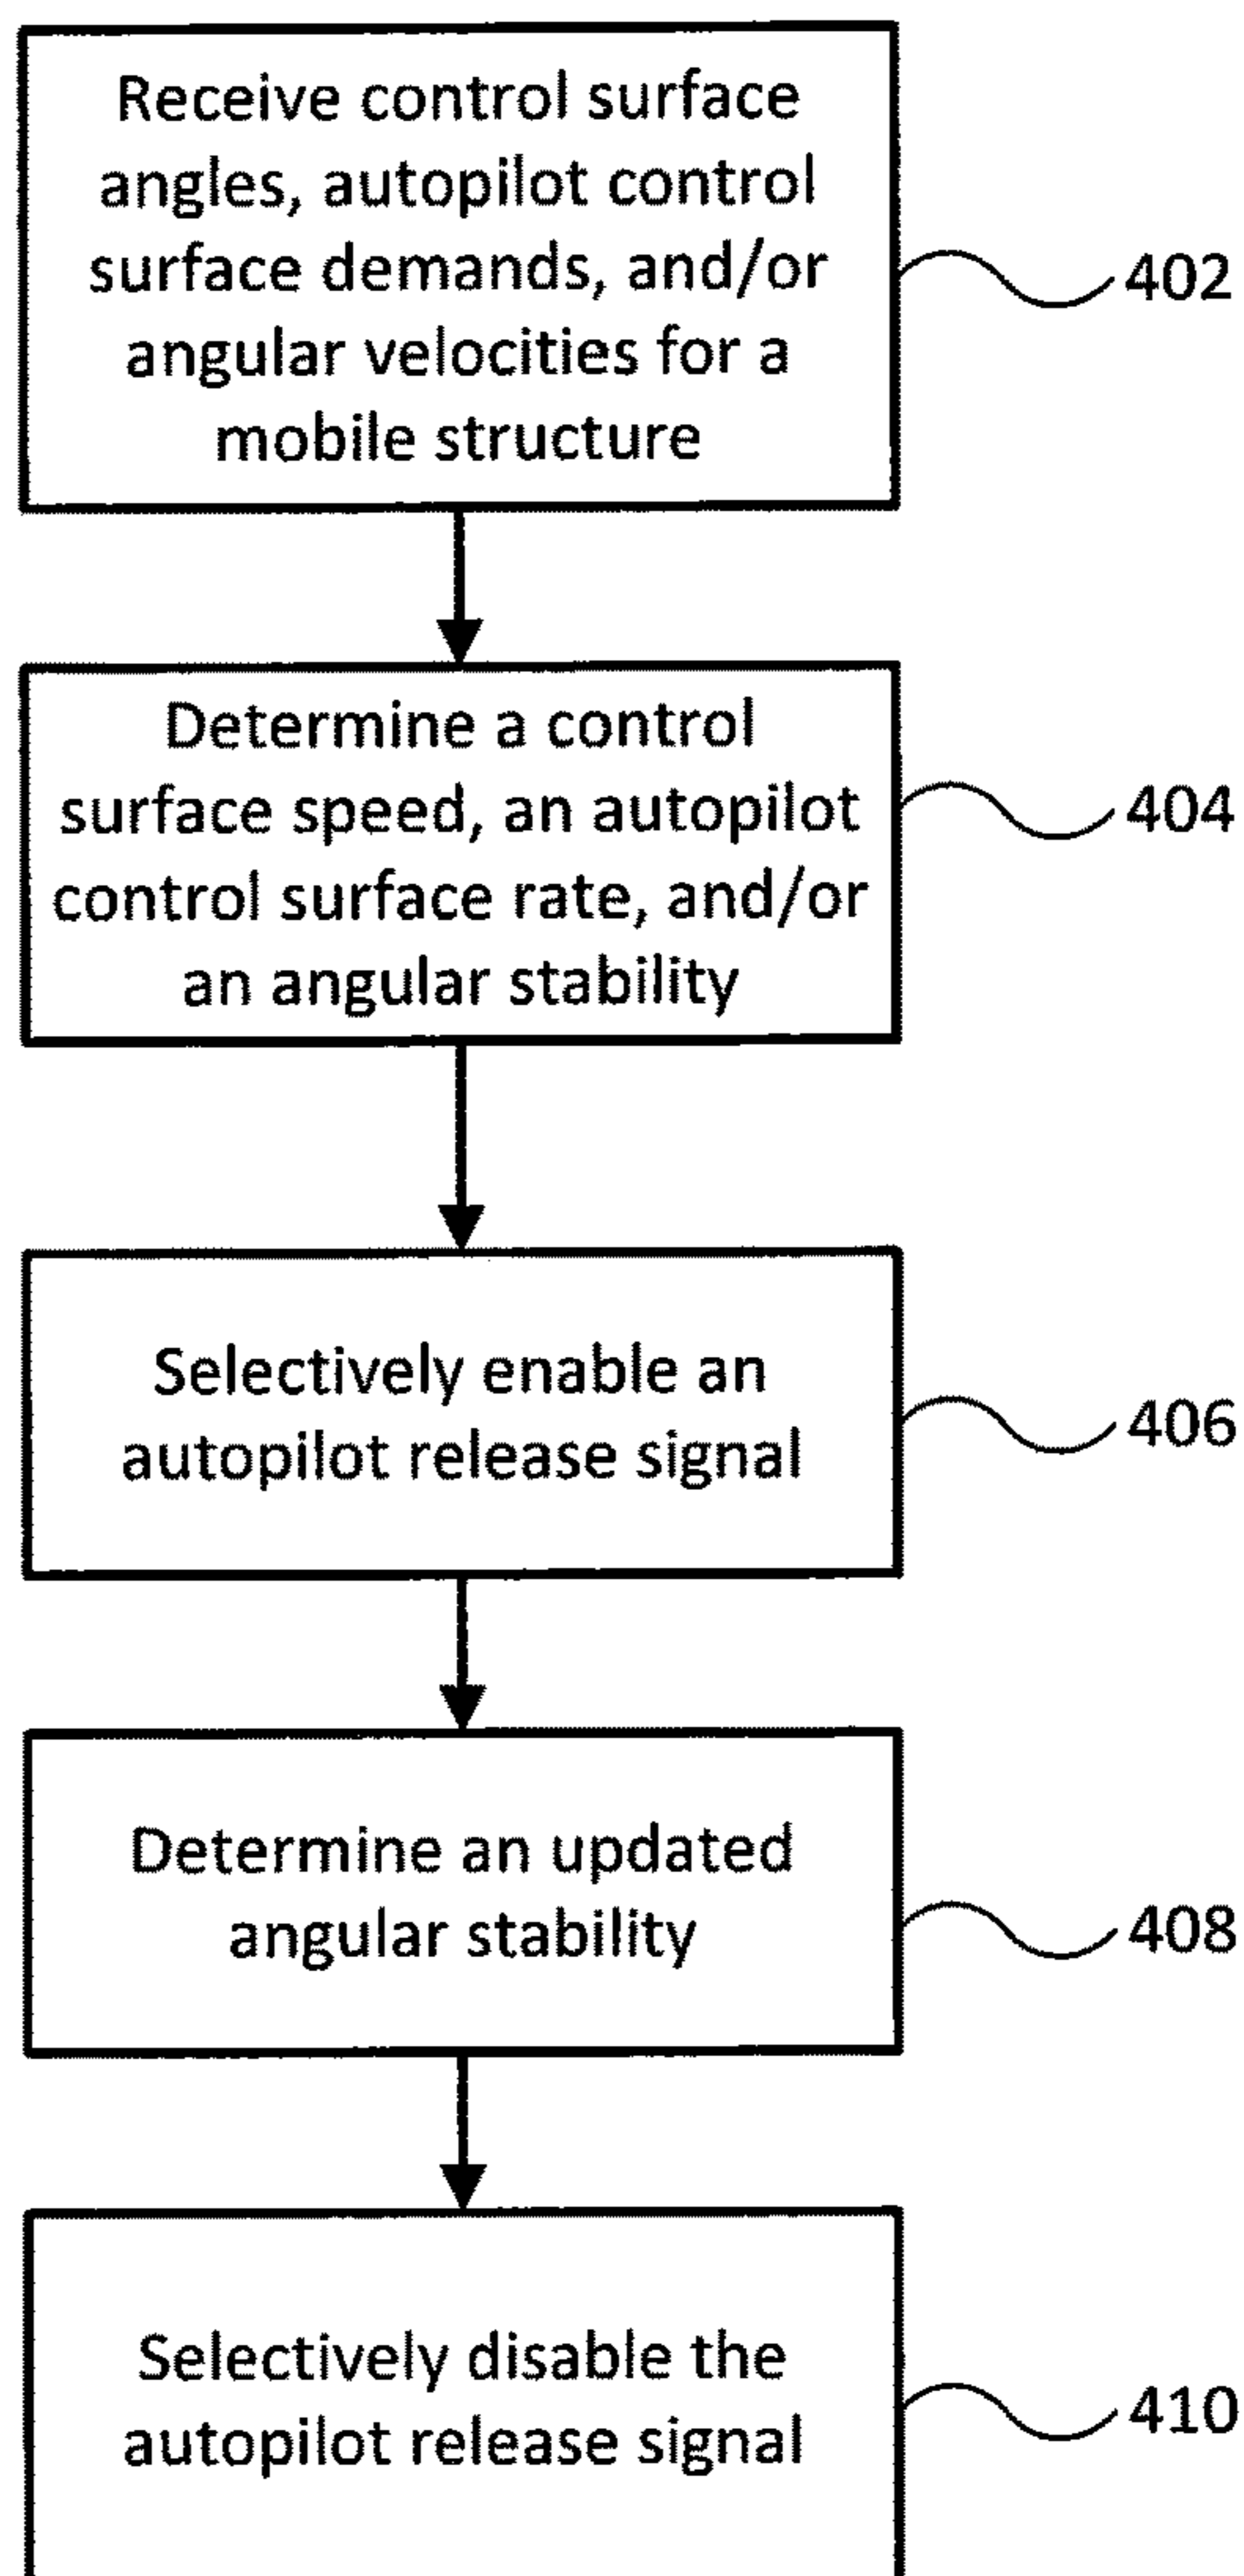 Receive control surface
angles, autopilot control
surface demands, and/or
angular velocities for a
mobile structure
402
Determine a control
surface speed, an autopilot
control surface rate, and/or
an angular stability
404
Selectively enable an
autopilot release signal
406
Determine an updated
angular stability
408
Selectively disable the
autopilot release signal
410